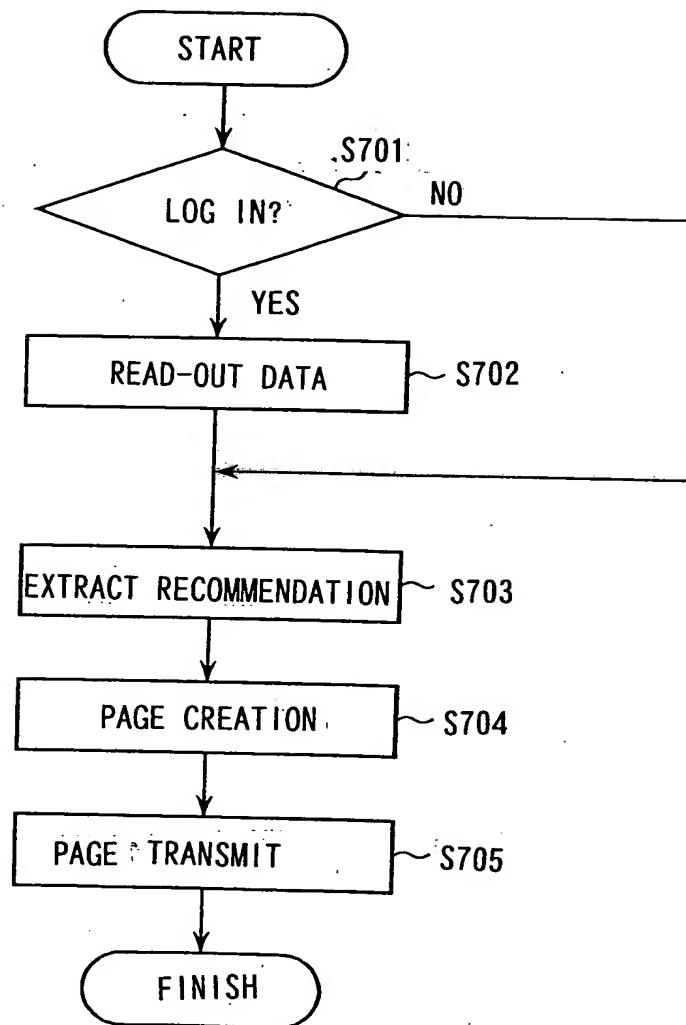 START
S701
LOG IN?
NO
YES
READ-OUT DATA
S702
EXTRACT RECOMMENDATION
S703
PAGE CREATION
S704
PAGE TRANSMIT
S705
FINISH